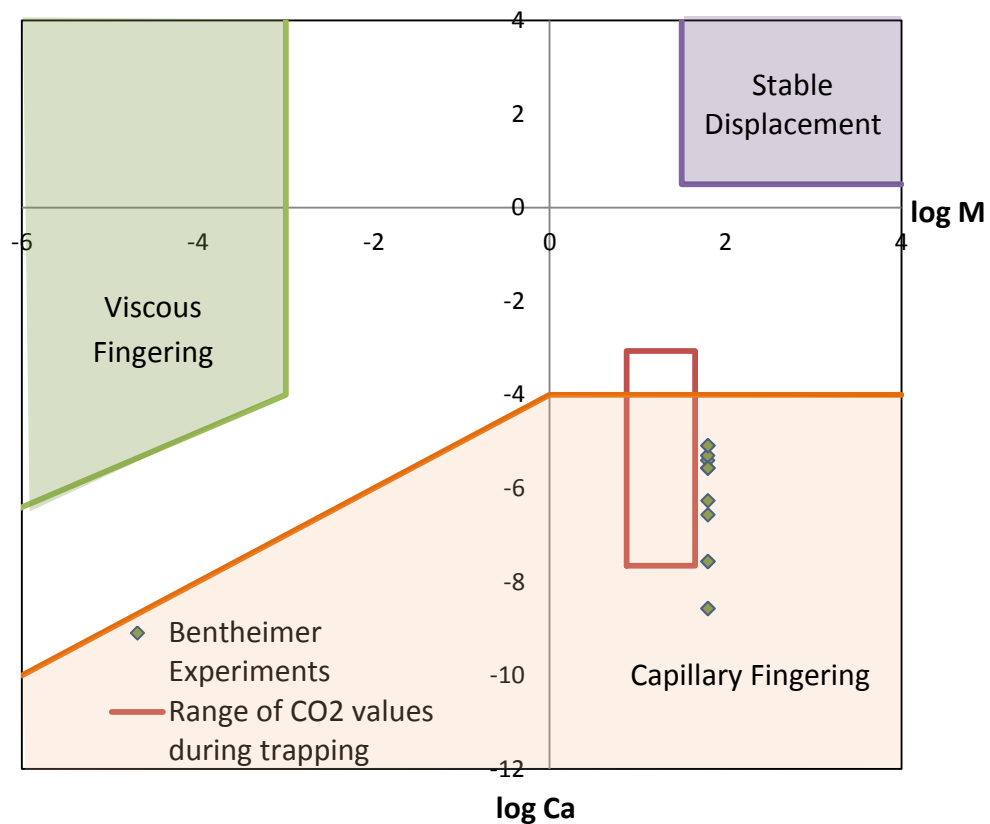 4
Stable
Displacement
2
0
log M
-6
-4
-2
0
2
4
Viscous
Fingering
-2
-4
-6
-8
Bentheimer
Experiments
Capillary Fingering
-10
Range of CO2 values
during trapping
-12
log Ca